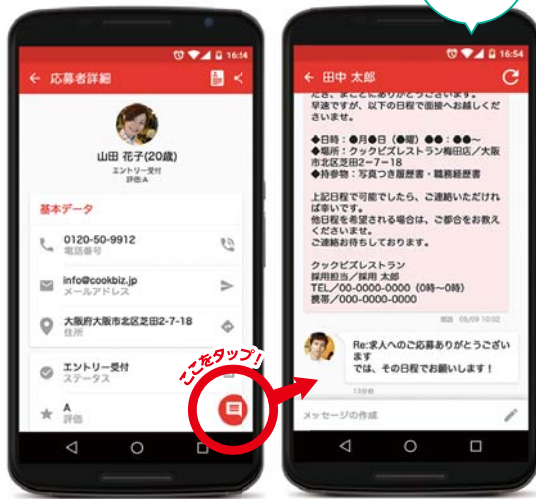 16:14
応募者詳細
山田 花子(20歳)
エントリー受付
評価:A
基本データ
0120-50-9912
電話番号
info@cookbiz.jp
メールアドレス
大阪府大阪市北区芝田2-7-18
住所
エントリー受付
ステータス
A
評価
ここをタップ!
16:54
田中 太郎
だき、まことにありがとうございます。
早速ですが、以下の日程で面接へお越しくだ
さいませ。
◆日時:●月●日(●曜)●●:●●~
◆場所:クックビズレストラン梅田店/大阪
市北区芝田2-7-18
◆持参物:写真つき履歴書・職務経歴書
上記日程で可能でしたら、ご連絡いただけれ
ば幸いです。
他日程を希望される場合は、ご都合をお教え
くださいませ。
ご連絡お待ちしております。
クックビズレストラン
採用担当/採用 太郎
TEL/00-0000-0000(0時~0時)
携帯/000-0000-0000
05/09 10:02
Re:求人へのご応募ありがとうござい
ます
では、その日程でお願いします!
13分前
メッセージの作成